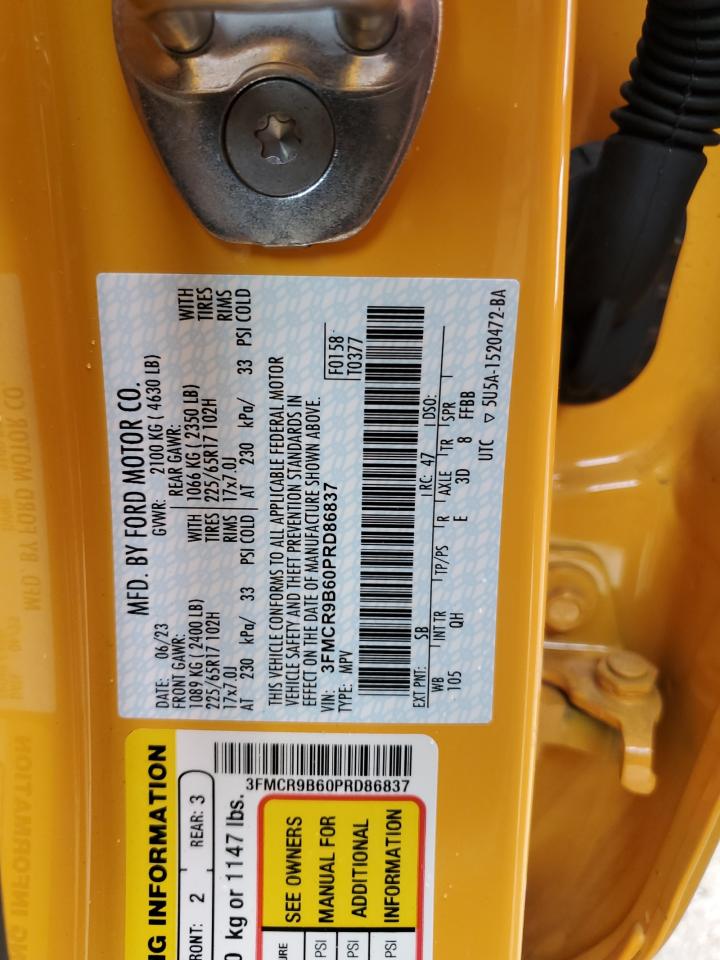 MFD. BY FORD MOTOR CO.
DATE: 06/23 GVWR: 2100 KG ( 4630 LB)
FRONT GAWR: REAR GAWR:
1089 KG ( 2400 LB) WITH 1066 KG ( 2350 LB) WITH
225/65R17 102H TIRES 225/65R17 102H TIRES
17x7.0J RIMS 17x7.0J RIMS
AT 230 kPa/ 33 PSI COLD AT 230 kPa/ 33 PSI COLD
THIS VEHICLE CONFORMS TO ALL APPLICABLE FEDERAL MOTOR
VEHICLE SAFETY AND THEFT PREVENTION STANDARDS IN
EFFECT ON THE DATE OF MANUFACTURE SHOWN ABOVE.
VIN: 3FMCR9B60PRD86837
TYPE: MPV
F0158
T0377
EXT PNT: SB RC: 47 DSO:
WB INT TR TP/PS R AXLE TR SPR
105 QH E 3D 8 FFBB
UTC ▽ 5U5A-1520472-BA
NG INFORMATION
RONT: 2 REAR: 3
0 kg or 1147 lbs.
3FMCR9B60PRD86837
SEE OWNERS
MANUAL FOR
ADDITIONAL
INFORMATION
URE
PSI
PSI
PSI